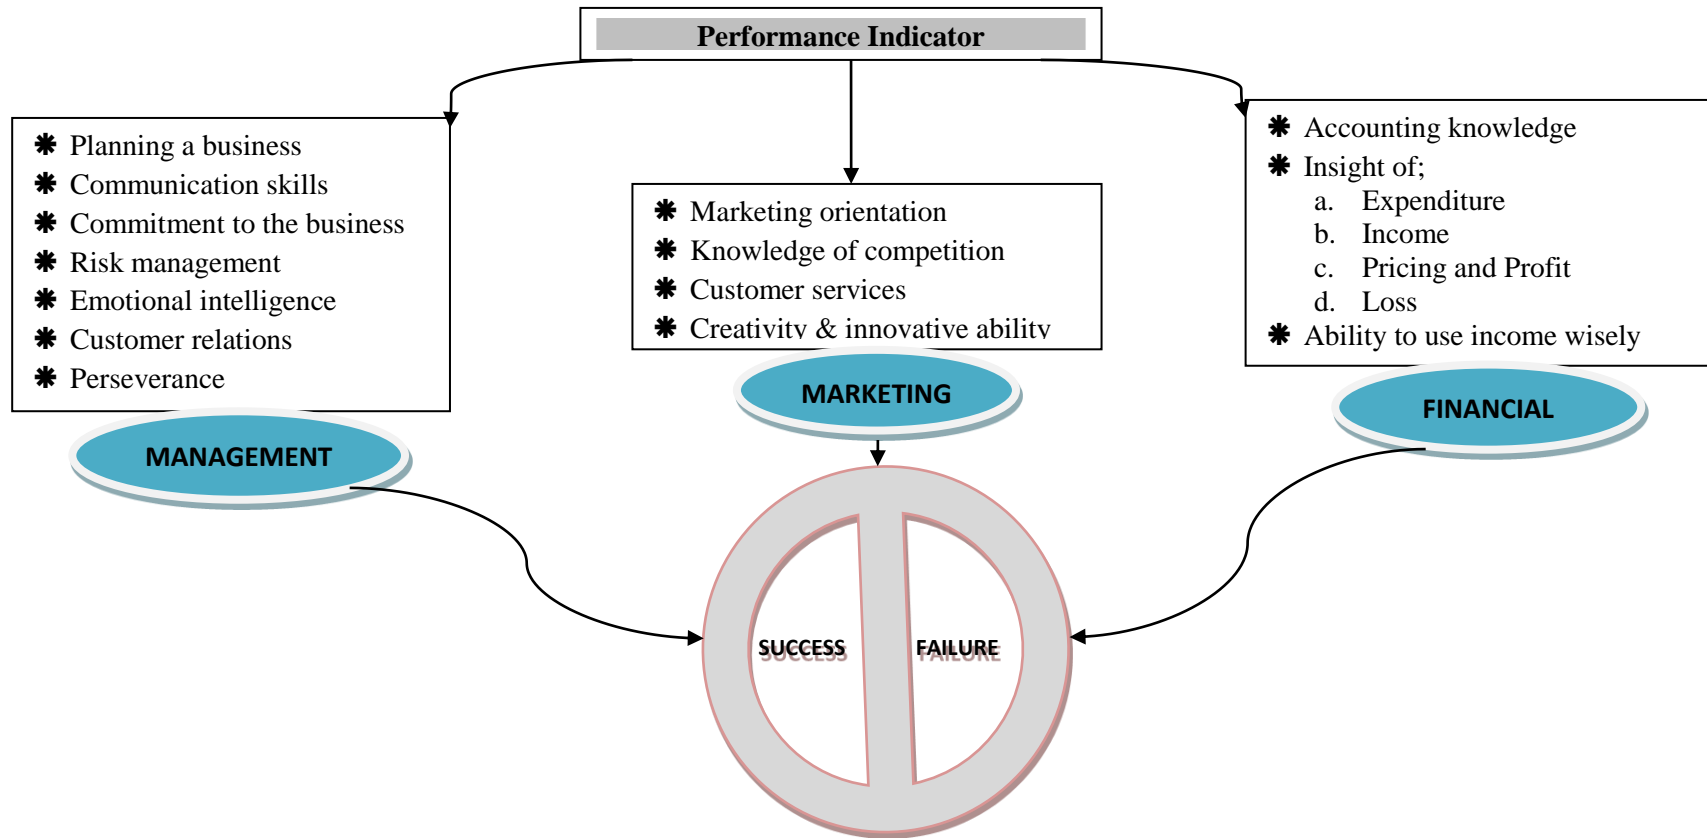 Performance Indicator
✱ Planning a business
✱ Communication skills
✱ Commitment to the business
✱ Risk management
✱ Emotional intelligence
✱ Customer relations
✱ Perseverance
MANAGEMENT
✱ Marketing orientation
✱ Knowledge of competition
✱ Customer services
✱ Creativity & innovative ability
MARKETING
✱ Accounting knowledge
✱ Insight of;
a. Expenditure
b. Income
c. Pricing and Profit
d. Loss
✱ Ability to use income wisely
FINANCIAL
SUCCESS
FAILURE